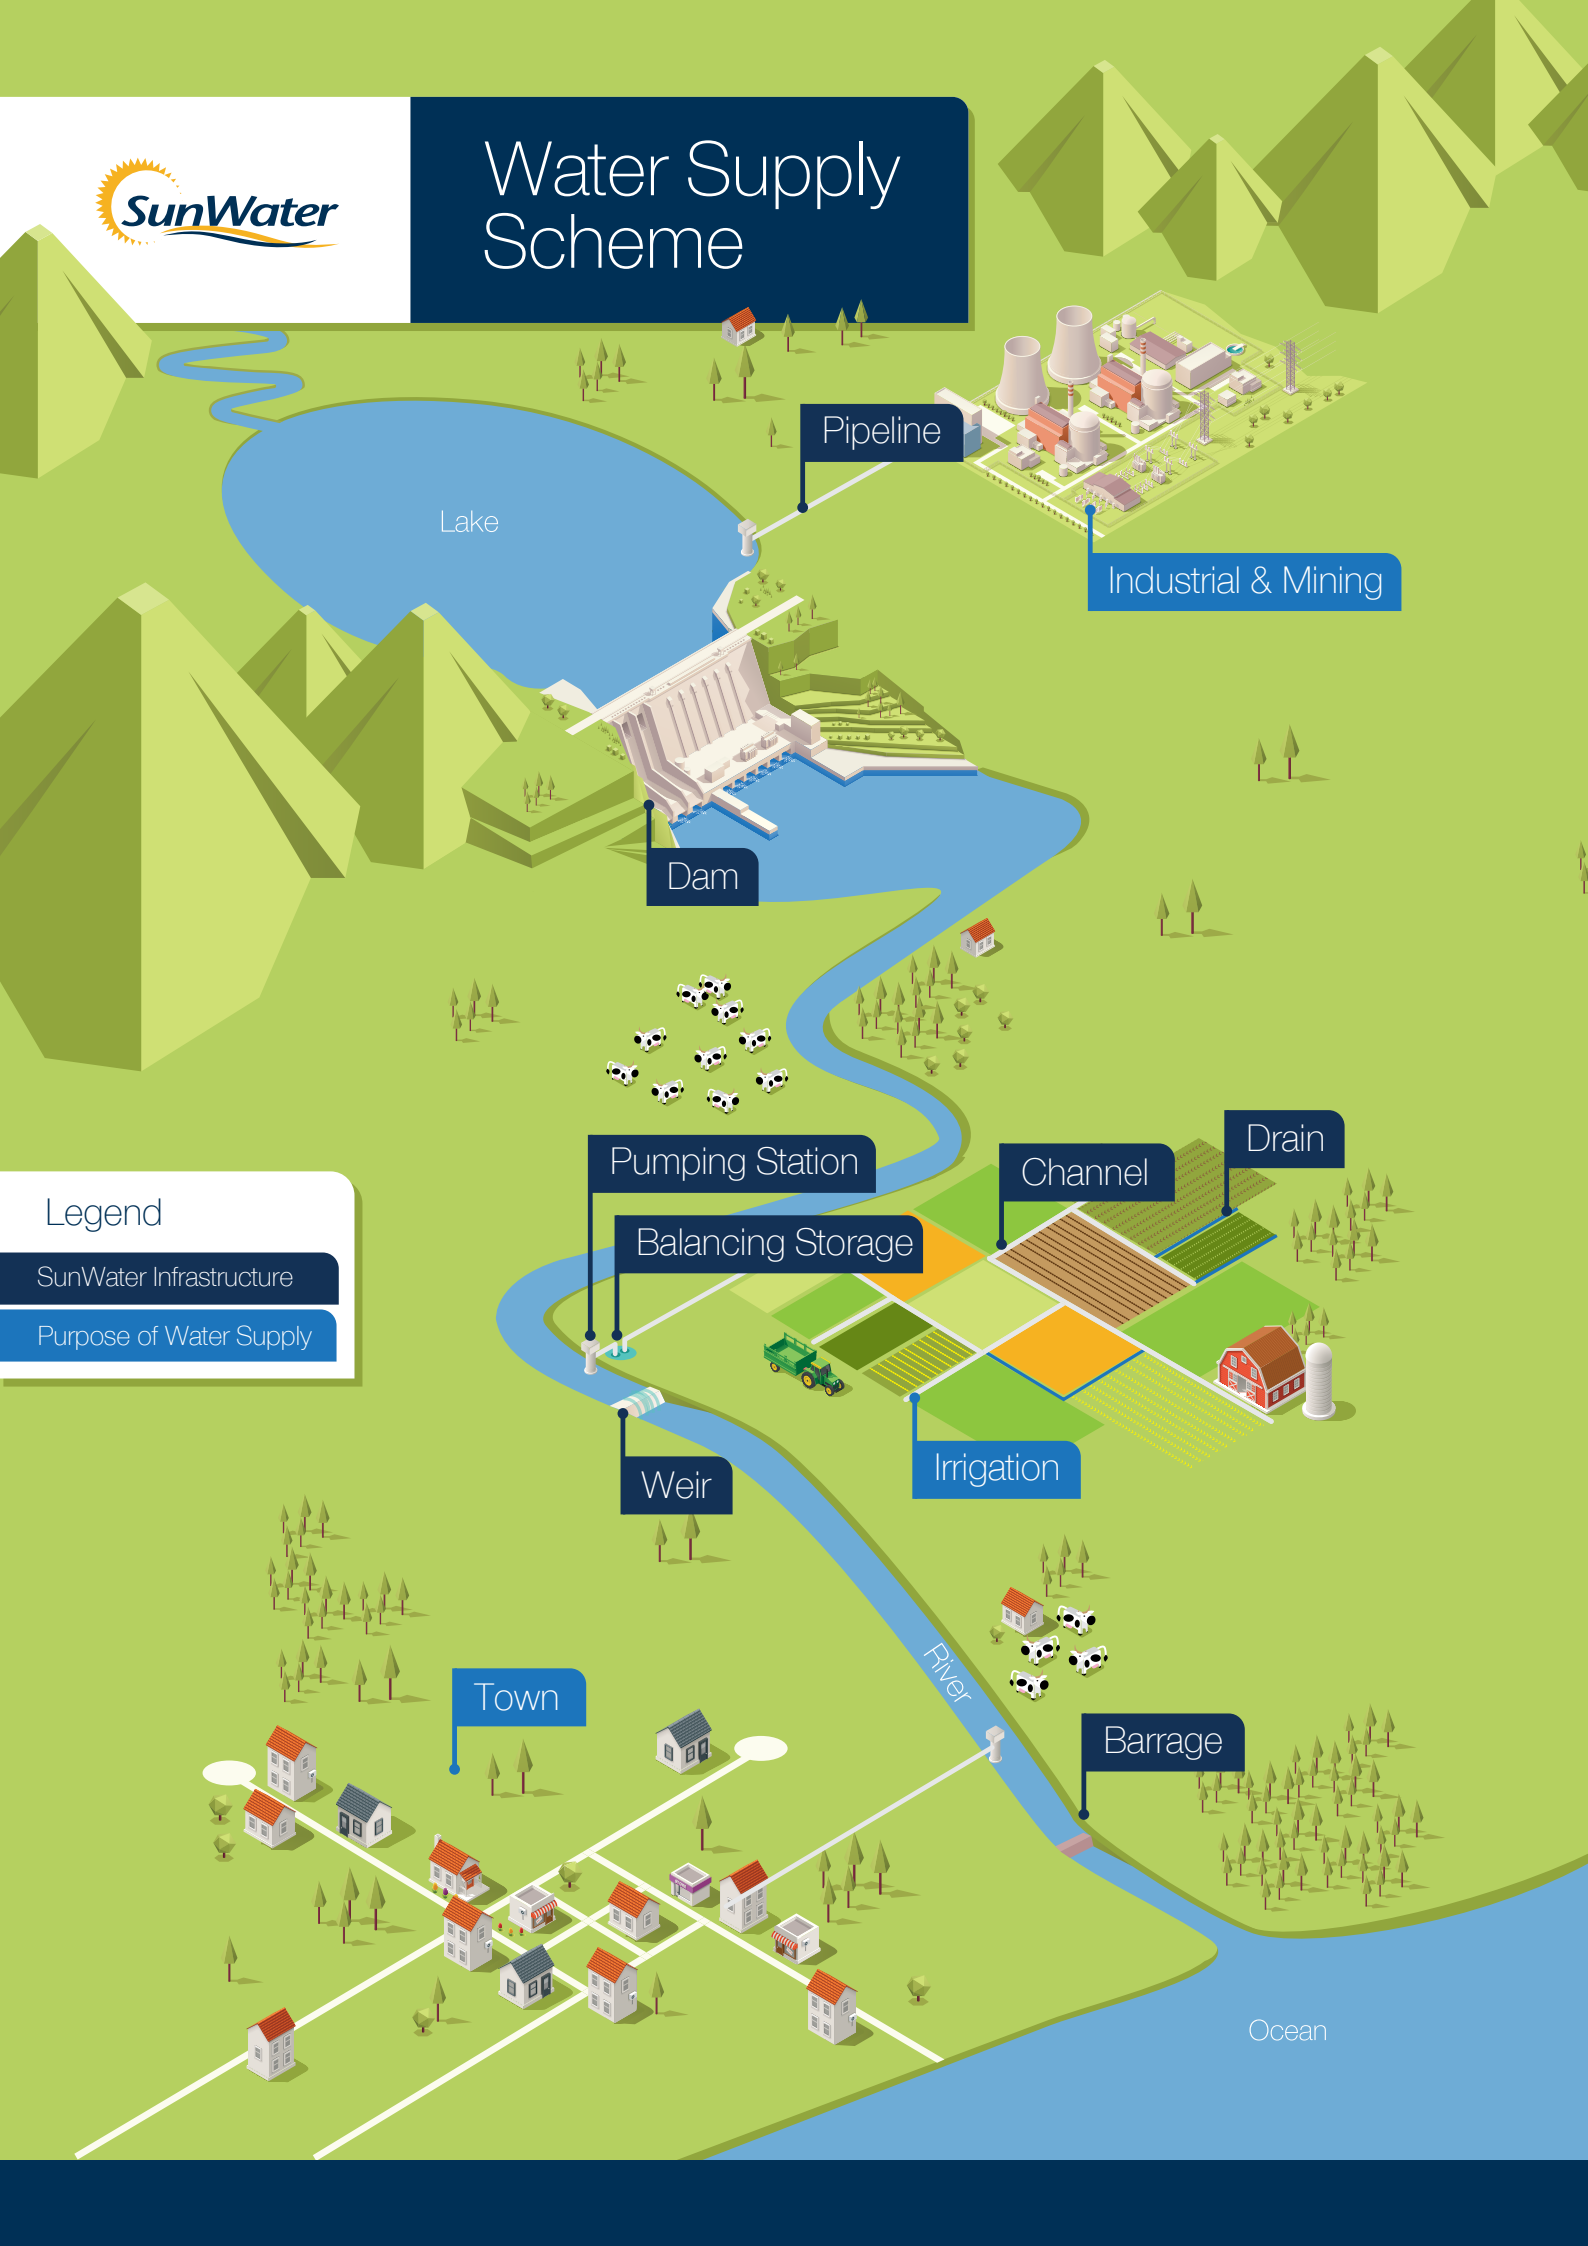 SunWater
Water Supply
Scheme
Pipeline
Lake
Industrial & Mining
Dam
Drain
Pumping Station
Channel
Legend
Balancing Storage
SunWater Infrastructure
Purpose of Water Supply
Irrigation
Weir
River
Town
Barrage
Ocean